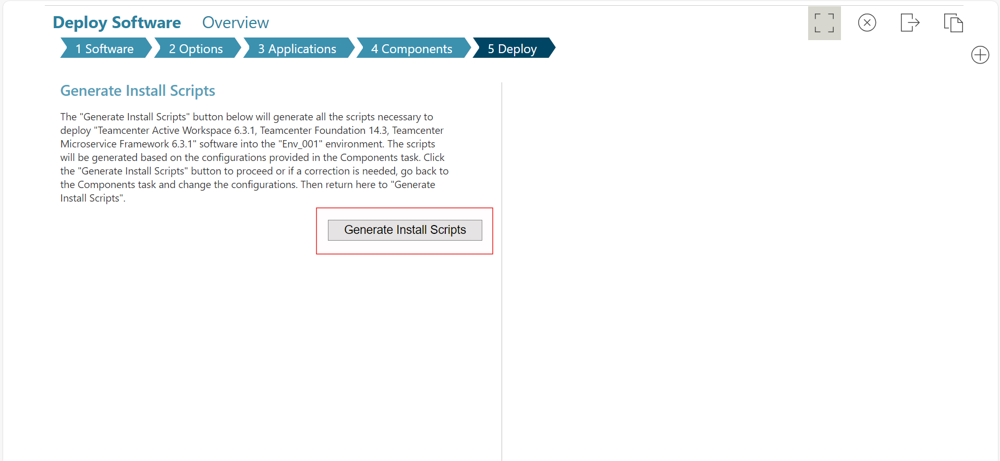 Deploy Software Overview
1 Software 2 Options 3 Applications 4 Components 5 Deploy
Generate Install Scripts
The "Generate Install Scripts" button below will generate all the scripts necessary to
deploy "Teamcenter Active Workspace 6.3.1, Teamcenter Foundation 14.3, Teamcenter
Microservice Framework 6.3.1" software into the "Env_001" environment. The scripts
will be generated based on the configurations provided in the Components task. Click
the "Generate Install Scripts" button to proceed or if a correction is needed, go back to
the Components task and change the configurations. Then return here to "Generate
Install Scripts".
Generate Install Scripts